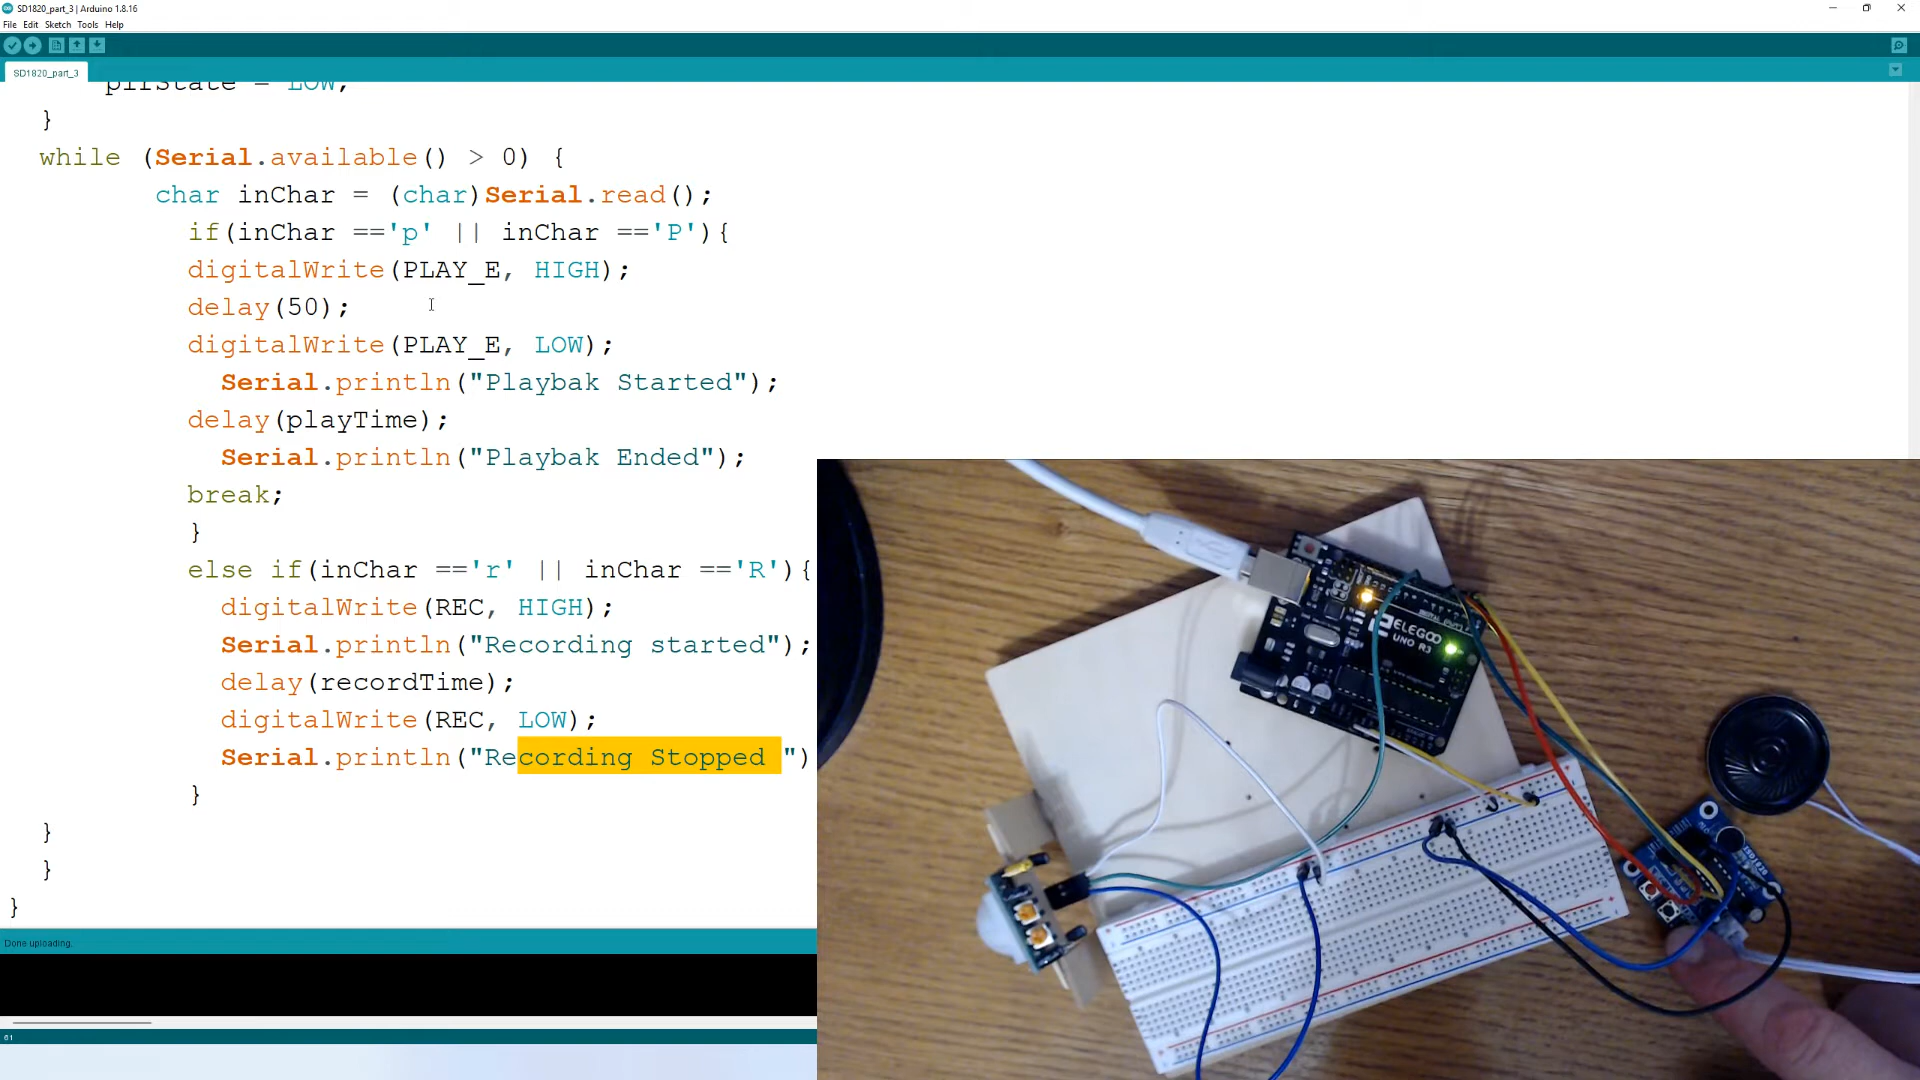 SD1820_part_3 | Arduino 1.8.16
File Edit Sketch Tools Help
SD1820_part_3
pirState = LOW;
}
while (Serial.available() > 0) {
char inChar = (char)Serial.read();
if(inChar =='p' || inChar =='P'){
digitalWrite(PLAY_E, HIGH);
delay(50);
digitalWrite(PLAY_E, LOW);
Serial.println("Playbak Started");
delay(playTime);
Serial.println("Playbak Ended");
break;
}
else if(inChar =='r' || inChar =='R'){
digitalWrite(REC, HIGH);
Serial.println("Recording started");
delay(recordTime);
digitalWrite(REC, LOW);
Serial.println("Recording Stopped ")
}
}
}
}
Done uploading.
61
ELEGOO
UNO R3